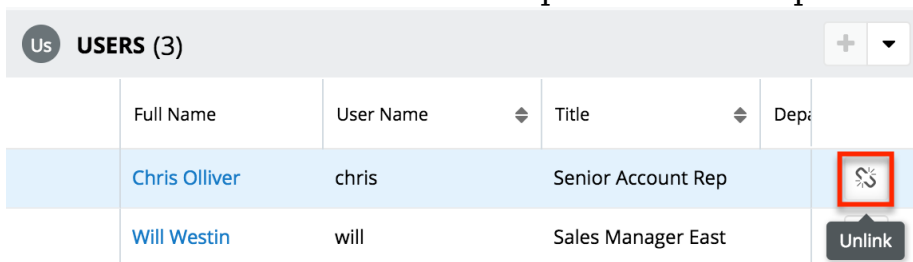 Us USERS (3)
Full Name User Name Title Depa
Chris Olliver chris Senior Account Rep
Will Westin will Sales Manager East Unlink